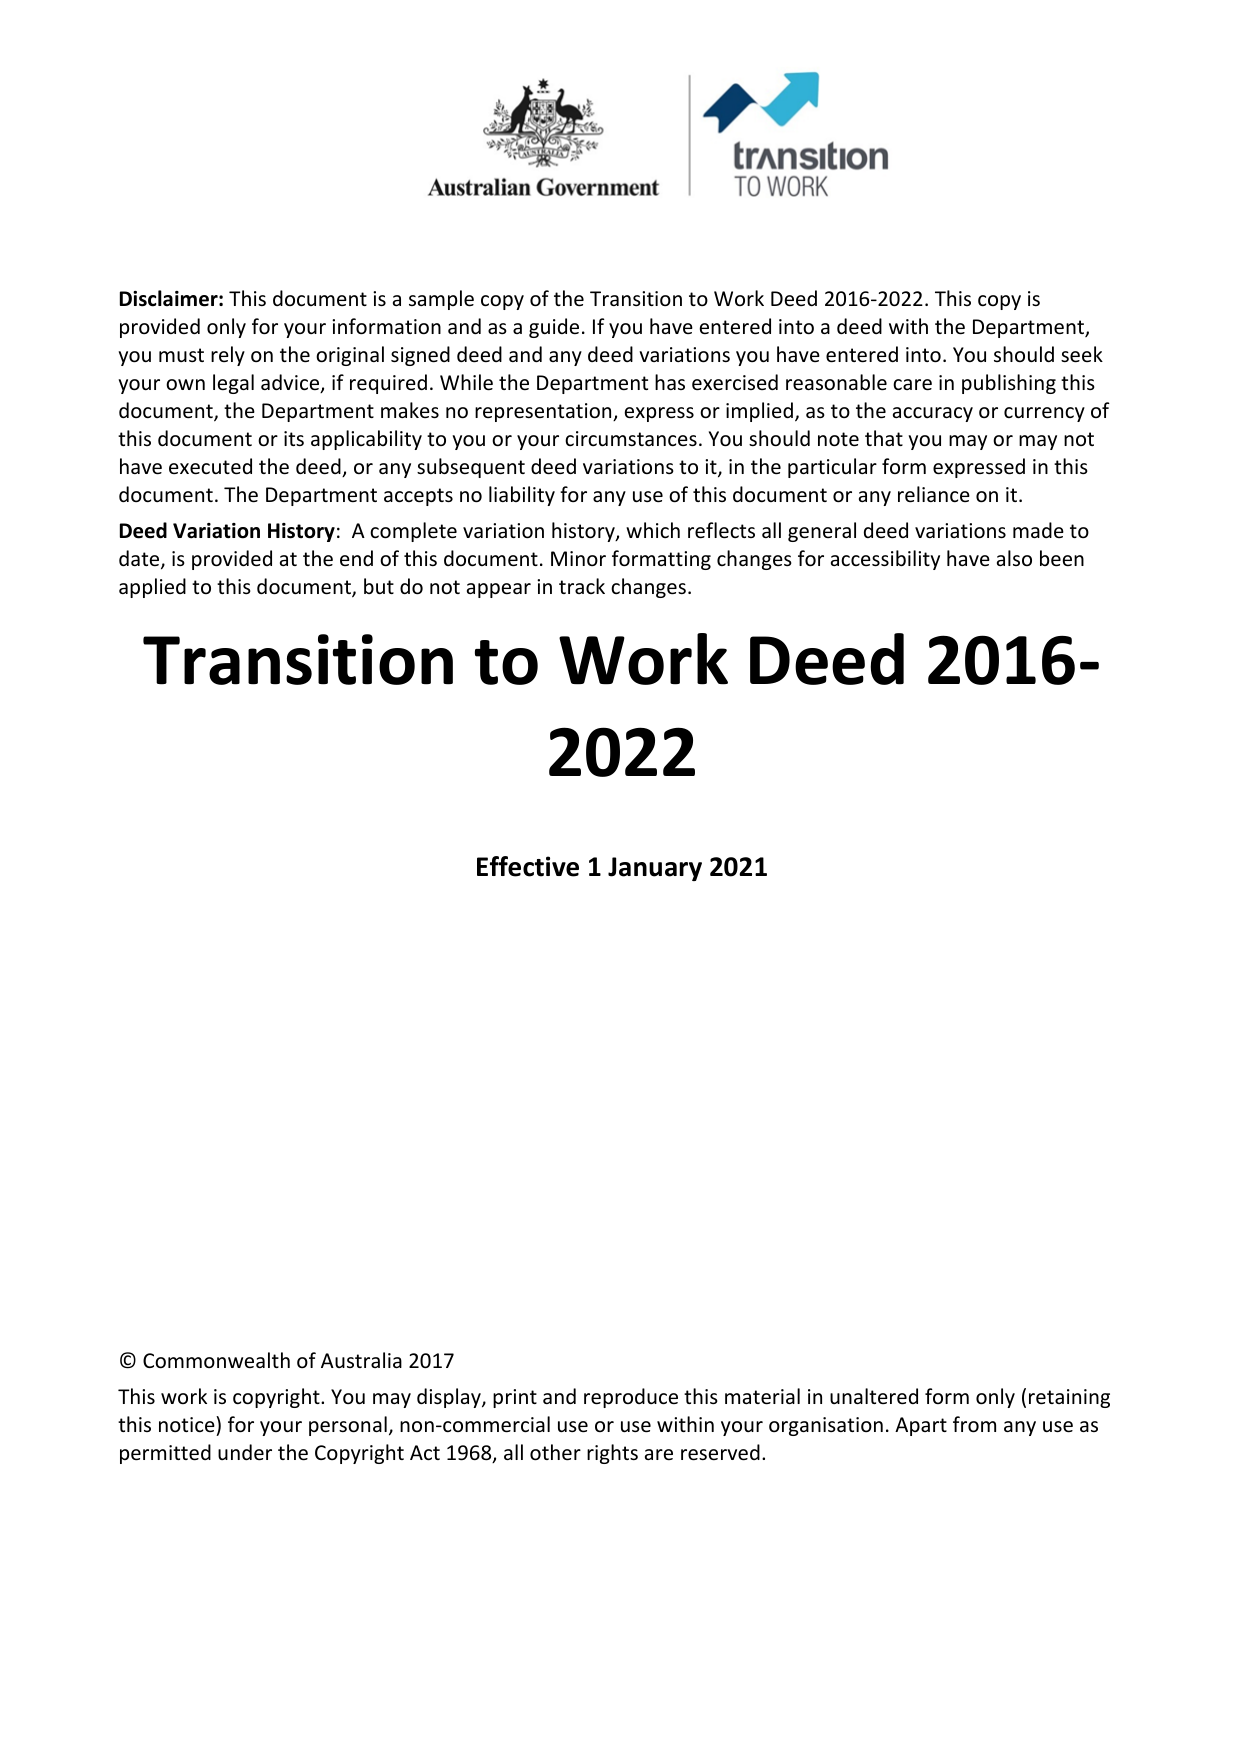 AUSTRALIA
Australian Government
transition
TO WORK
Disclaimer: This document is a sample copy of the Transition to Work Deed 2016-2022. This copy is
provided only for your information and as a guide. If you have entered into a deed with the Department,
you must rely on the original signed deed and any deed variations you have entered into. You should seek
your own legal advice, if required. While the Department has exercised reasonable care in publishing this
document, the Department makes no representation, express or implied, as to the accuracy or currency of
this document or its applicability to you or your circumstances. You should note that you may or may not
have executed the deed, or any subsequent deed variations to it, in the particular form expressed in this
document. The Department accepts no liability for any use of this document or any reliance on it.
Deed Variation History:  A complete variation history, which reflects all general deed variations made to
date, is provided at the end of this document. Minor formatting changes for accessibility have also been
applied to this document, but do not appear in track changes.
Transition to Work Deed 2016-
2022
Effective 1 January 2021
© Commonwealth of Australia 2017
This work is copyright. You may display, print and reproduce this material in unaltered form only (retaining
this notice) for your personal, non-commercial use or use within your organisation. Apart from any use as
permitted under the Copyright Act 1968, all other rights are reserved.